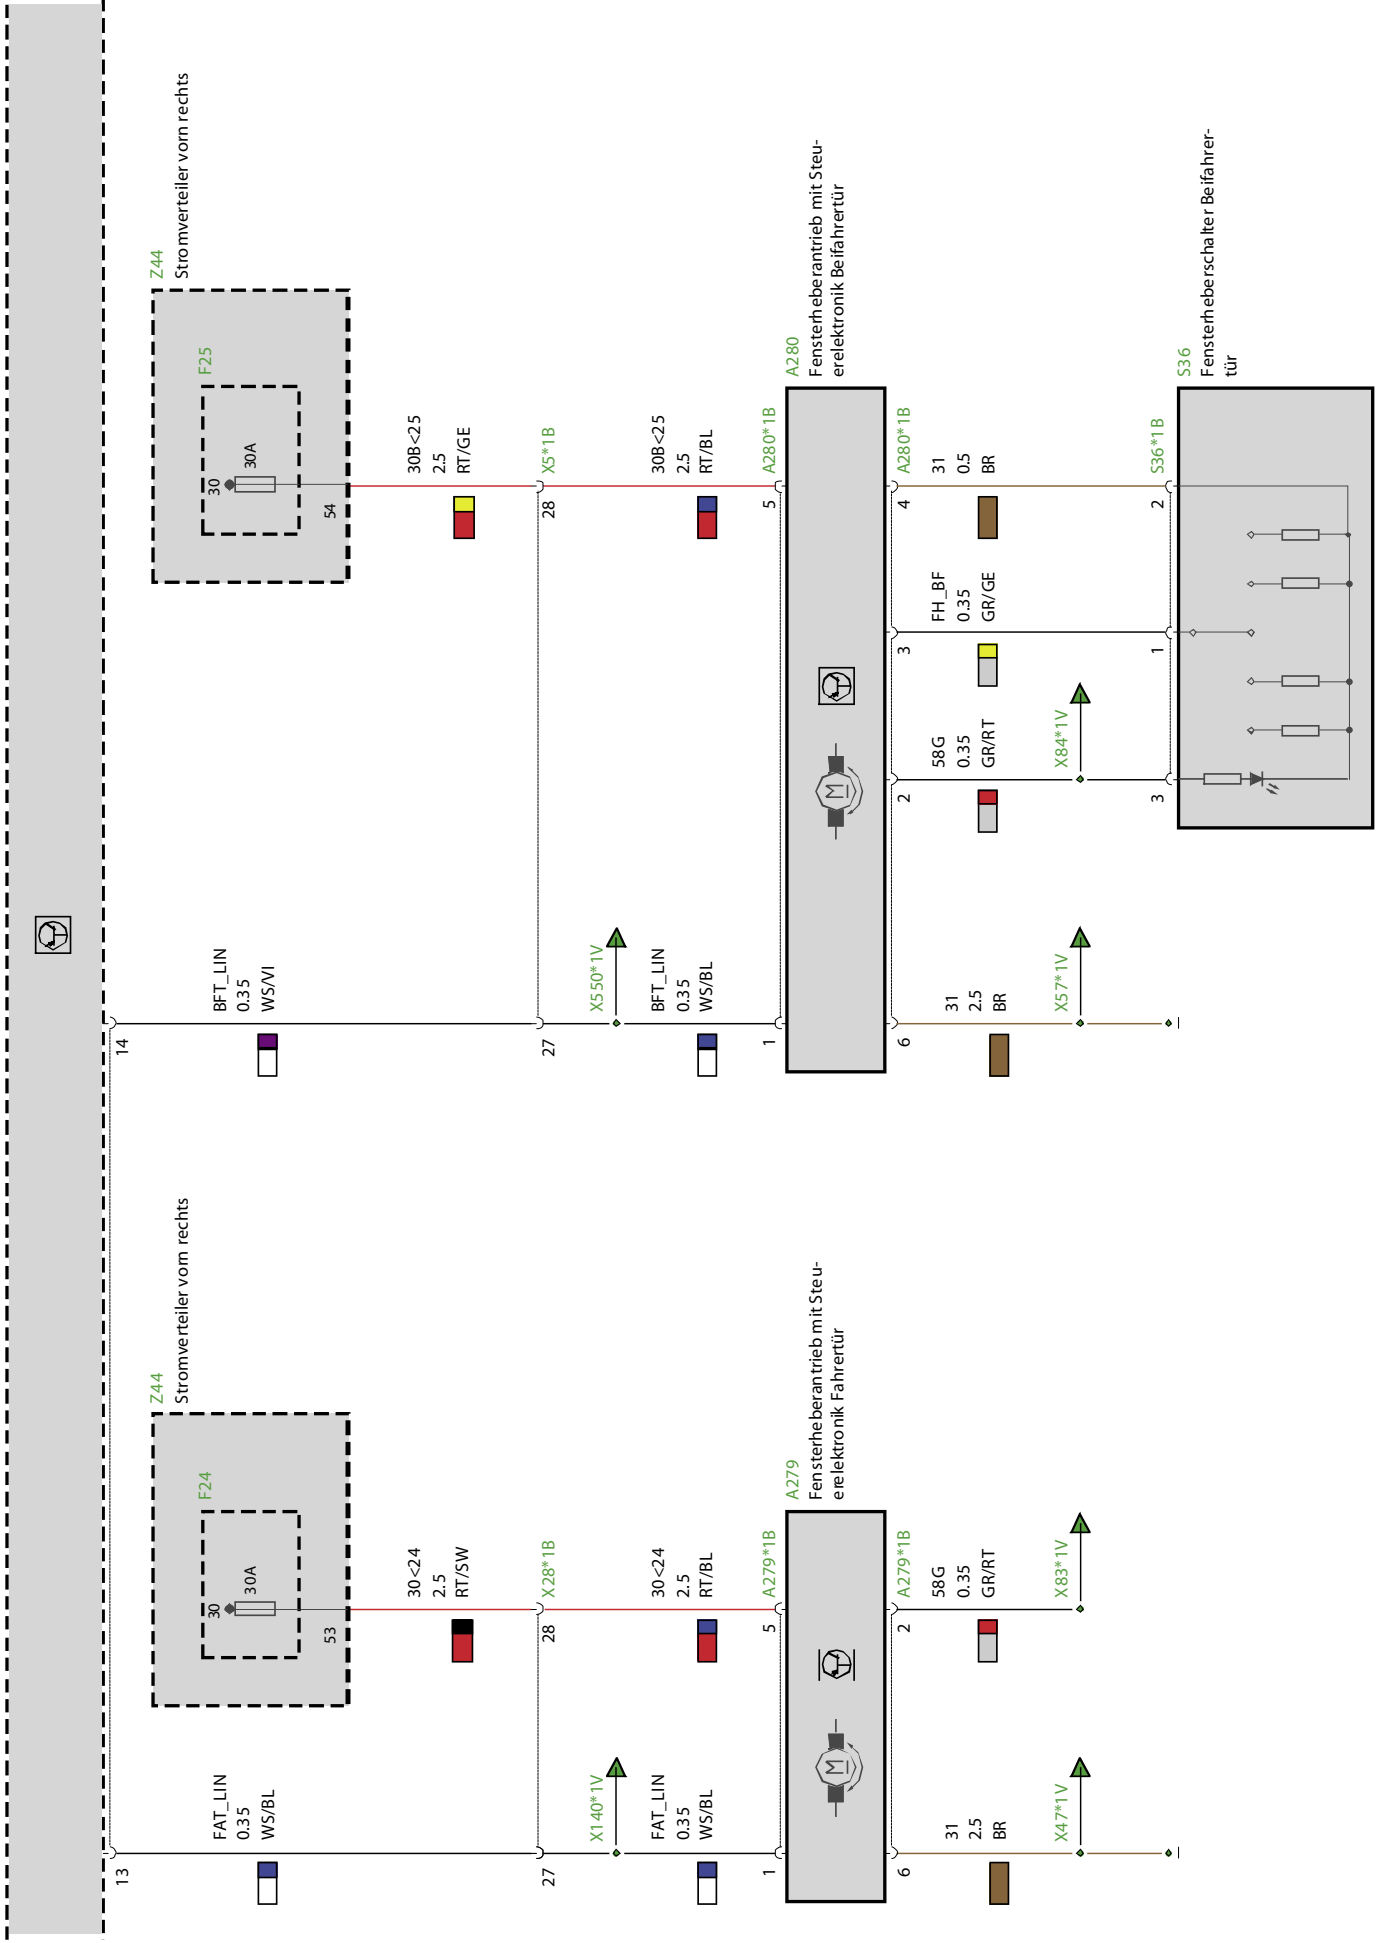 Z44
Stromverteiler vorn rechts
F24
30
30A
53
Z44
Stromverteiler vorn rechts
F25
30
30A
54
13
FAT_LIN
0.35
WS/BL
30<24
2.5
RT/SW
14
BFT_LIN
0.35
WS/VI
30B<25
2.5
RT/GE
27
28
X28*1B
27
28
X5*1B
X140*1V
FAT_LIN
0.35
WS/BL
30<24
2.5
RT/BL
X550*1V
BFT_LIN
0.35
WS/BL
30B<25
2.5
RT/BL
1
5
A279*1B
1
5
A280*1B
A279
Fensterheberantrieb mit Steu-
erelektronik Fahrertür
M
A280
Fensterheberantrieb mit Steu-
erelektronik Beifahrertür
M
6
2
A279*1B
6
2
3
4
A280*1B
31
2.5
BR
58G
0.35
GR/RT
31
2.5
BR
58G
0.35
GR/RT
FH_BF
0.35
GR/GE
31
0.5
BR
X47*1V
X83*1V
X57*1V
X84*1V
3
1
2
S36*1B
S36
Fensterheberschalter Beifahrer-
tür